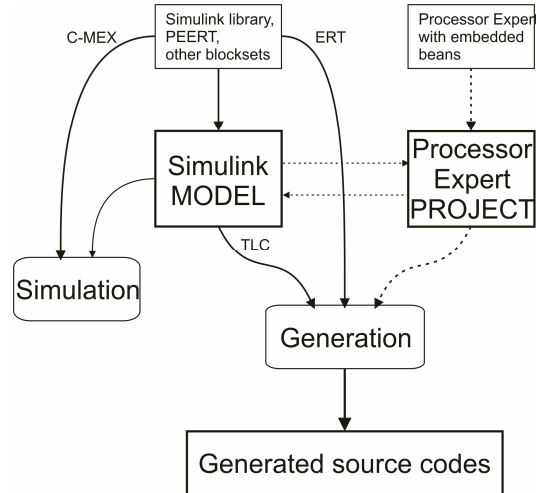 Simulink library,
PEERT,
other blocksets
Processor Expert
with embedded
beans
C-MEX
ERT
Simulink
MODEL
Processor
Expert
PROJECT
TLC
Simulation
Generation
Generated source codes